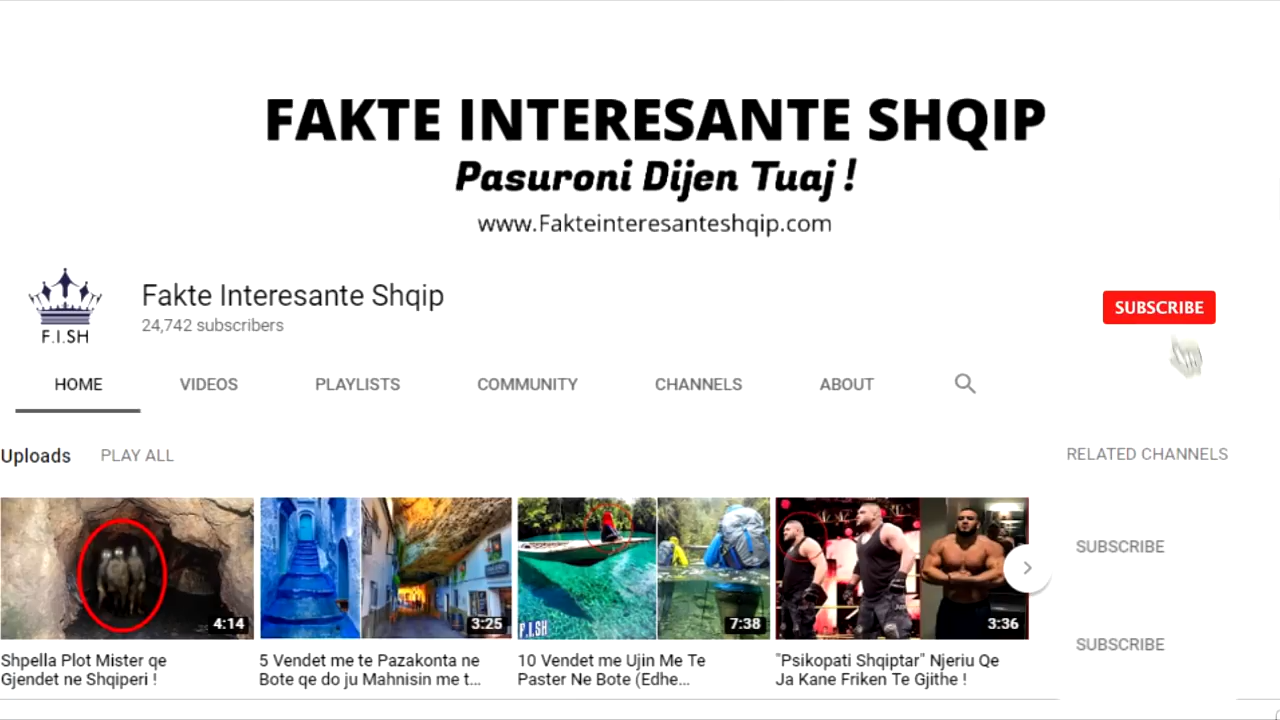 FAKTE INTERESANTE SHQIP
Pasuroni Dijen Tuaj !
www.Fakteinteresanteshqip.com
F.I.SH
Fakte Interesante Shqip
24,742 subscribers
SUBSCRIBE
HOME VIDEOS PLAYLISTS COMMUNITY CHANNELS ABOUT
Uploads PLAY ALL
RELATED CHANNELS
4:14
3:25
F.I.SH
7:38
3:36
Shpella Plot Mister qe
Gjendet ne Shqiperi !
5 Vendet me te Pazakonta ne
Bote qe do ju Mahnisin me t...
10 Vendet me Ujin Me Te
Paster Ne Bote (Edhe...
"Psikopati Shqiptar" Njeriu Qe
Ja Kane Friken Te Gjithe !
SUBSCRIBE
SUBSCRIBE